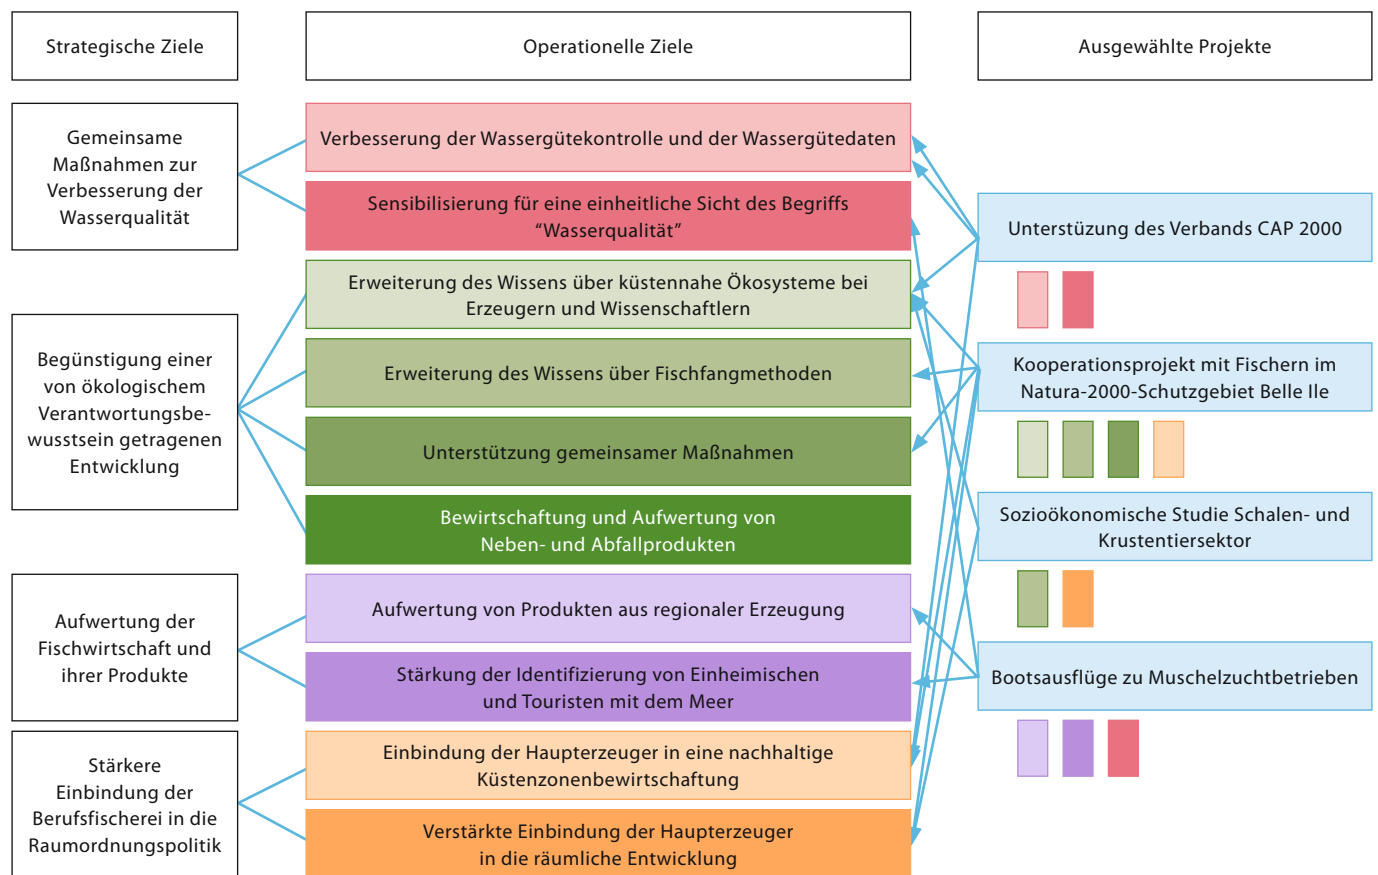 Strategische Ziele
Operationelle Ziele
Ausgewählte Projekte
Gemeinsame
Maßnahmen zur
Verbesserung der
Wasserqualität
Begünstigung einer
von ökologischem
Verantwortungsbe-
wusstsein getragenen
Entwicklung
Aufwertung der
Fischwirtschaft und
ihrer Produkte
Stärkere
Einbindung der
Berufsfischerei in die
Raumordnungspolitik
Verbesserung der Wassergütekontrolle und der Wassergütedaten
Sensibilisierung für eine einheitliche Sicht des Begriffs
“Wasserqualität”
Erweiterung des Wissens über küstennahe Ökosysteme bei
Erzeugern und Wissenschaftlern
Erweiterung des Wissens über Fischfangmethoden
Unterstützung gemeinsamer Maßnahmen
Bewirtschaftung und Aufwertung von
Neben- und Abfallprodukten
Aufwertung von Produkten aus regionaler Erzeugung
Stärkung der Identifizierung von Einheimischen
und Touristen mit dem Meer
Einbindung der Haupterzeuger in eine nachhaltige
Küstenzonenbewirtschaftung
Verstärkte Einbindung der Haupterzeuger
in die räumliche Entwicklung
Unterstüzung des Verbands CAP 2000
Kooperationsprojekt mit Fischern im
Natura-2000-Schutzgebiet Belle Ile
Sozioökonomische Studie Schalen- und
Krustentiersektor
Bootsausflüge zu Muschelzuchtbetrieben